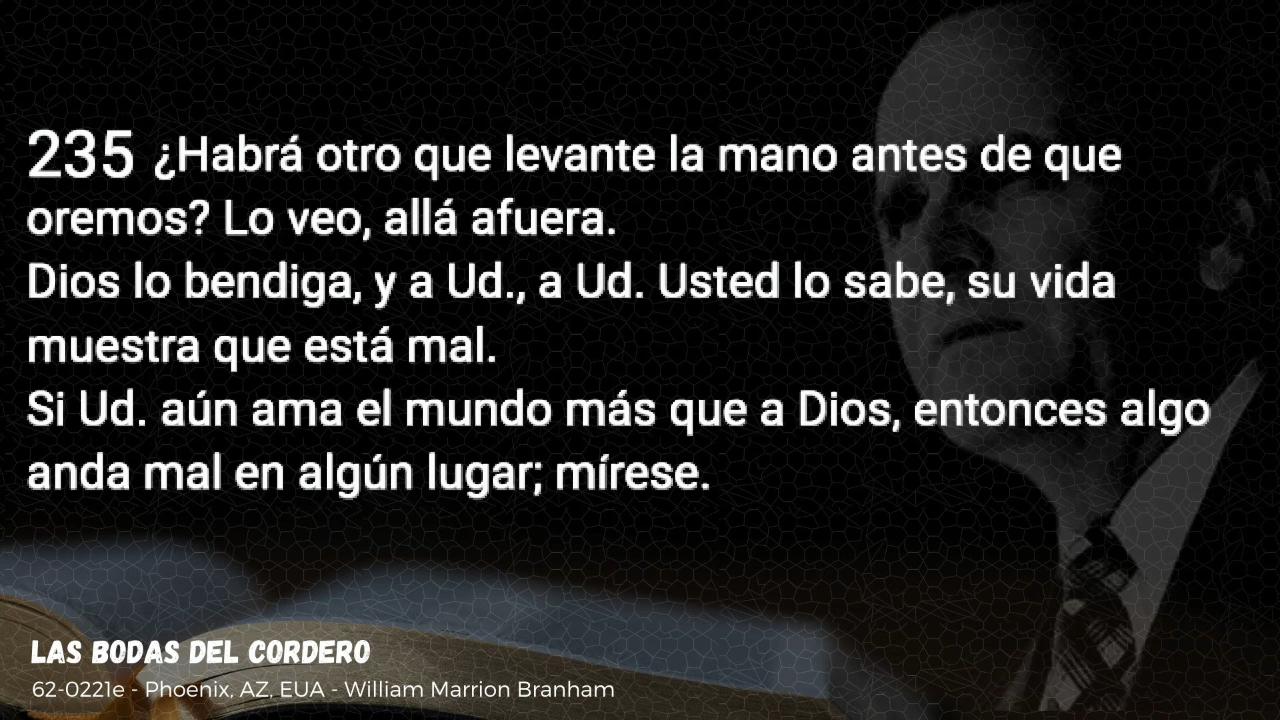 235 ¿Habrá otro que levante la mano antes de que
oremos? Lo veo, allá afuera.
Dios lo bendiga, y a Ud., a Ud. Usted lo sabe, su vida
muestra que está mal.
Si Ud. aún ama el mundo más que a Dios, entonces algo
anda mal en algún lugar; mírese.
LAS BODAS DEL CORDERO
62-0221e - Phoenix, AZ, EUA - William Marrion Branham